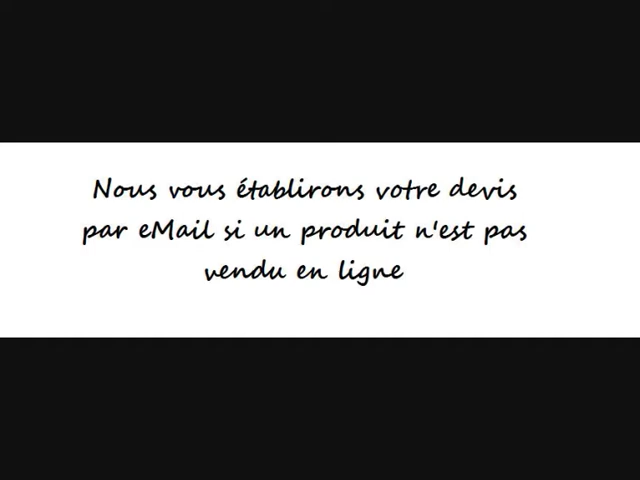 Nous vous établirons votre devis
par eMail si un produit n'est pas
vendu en ligne